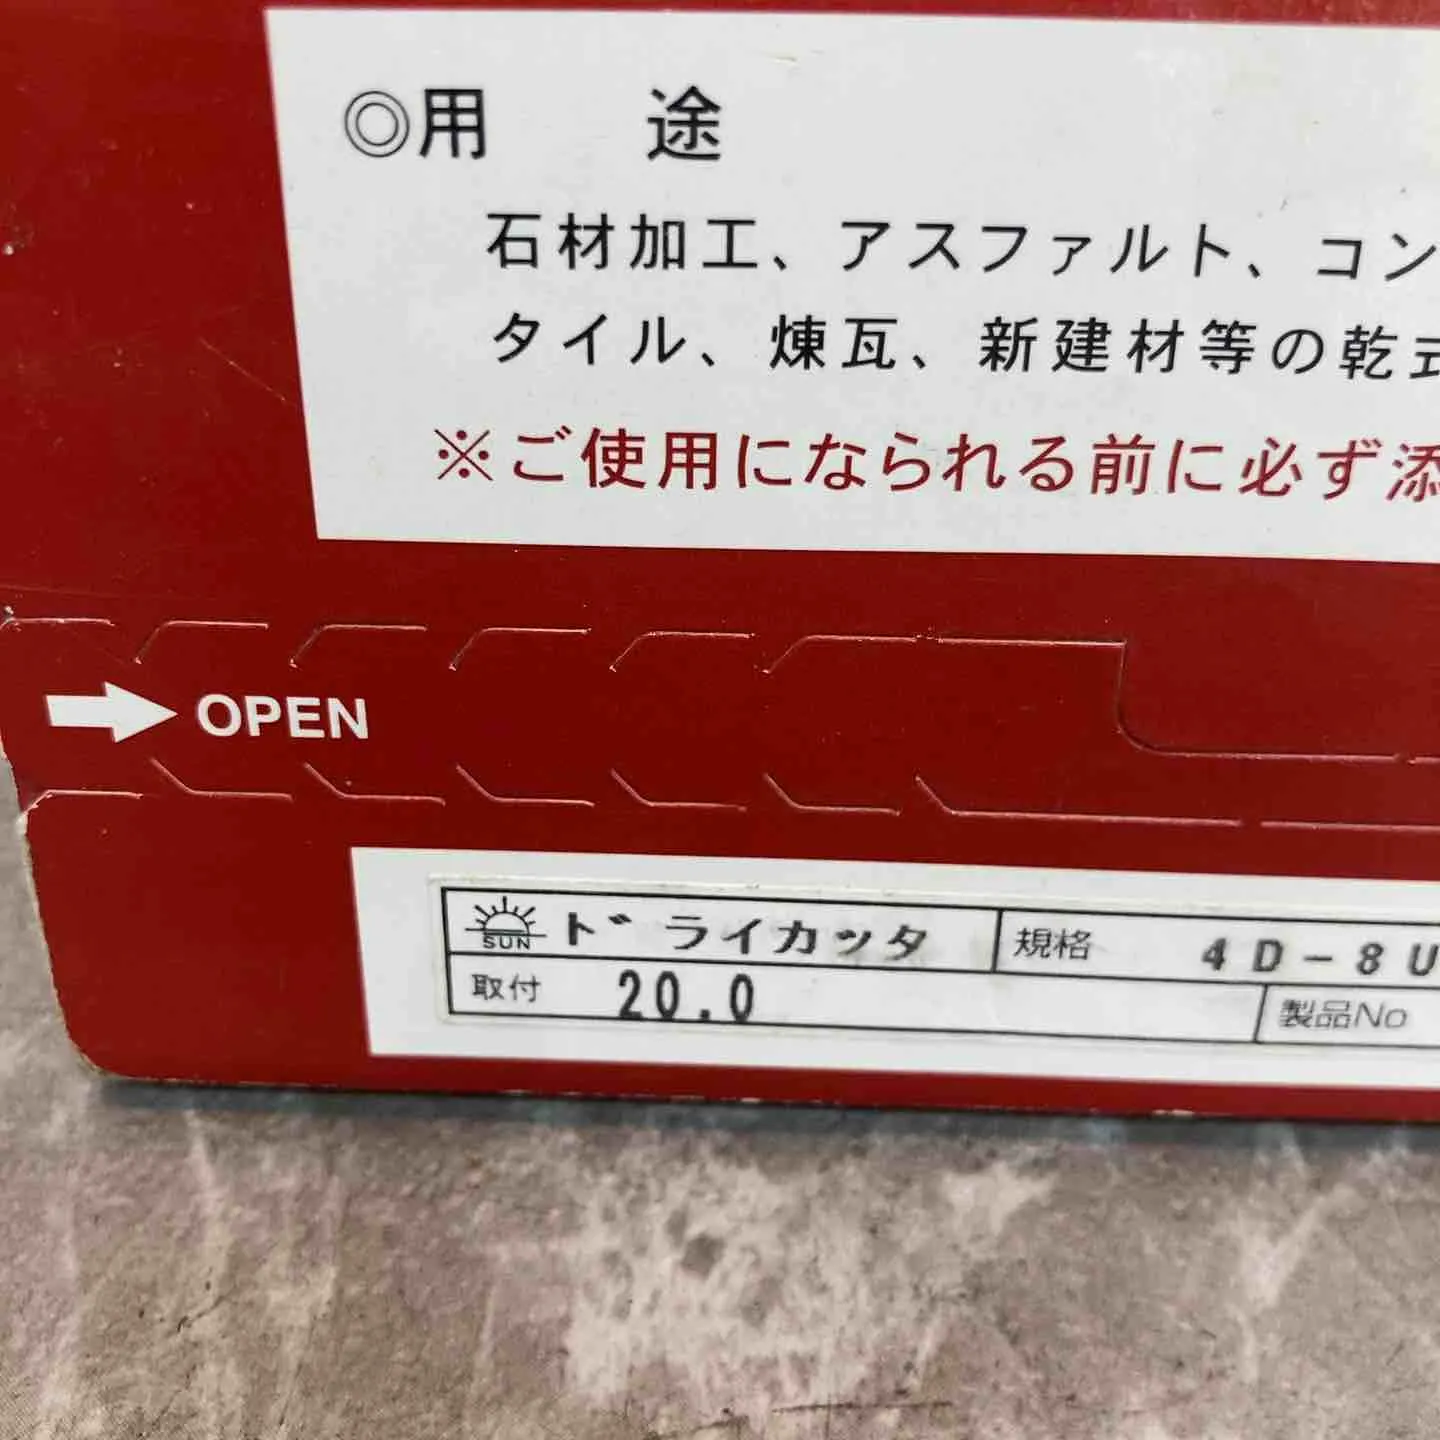 ◎用　途
石材加工、アスファルト、コン
タイル、煉瓦、新建材等の乾式
※ご使用になられる前に必ず添
OPEN
SUN ドライカッタ 規格 4D-8U
取付 20.0 製品No